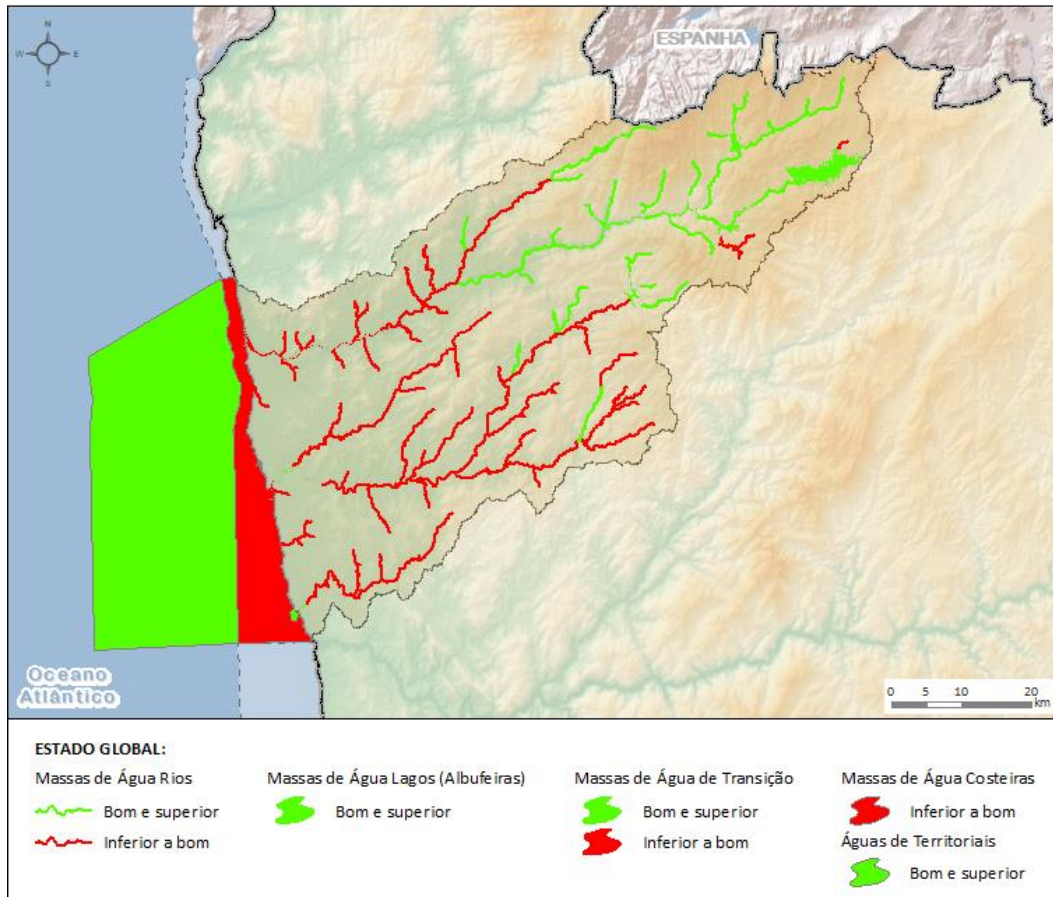 N
W E
S
ESPANHA
Oceano
Atlântico
0 5 10 20
km
ESTADO GLOBAL:
Massas de Água Rios
Bom e superior
Inferior a bom
Massas de Água Lagos (Albufeiras)
Bom e superior
Massas de Água de Transição
Bom e superior
Inferior a bom
Massas de Água Costeiras
Inferior a bom
Águas de Territoriais
Bom e superior